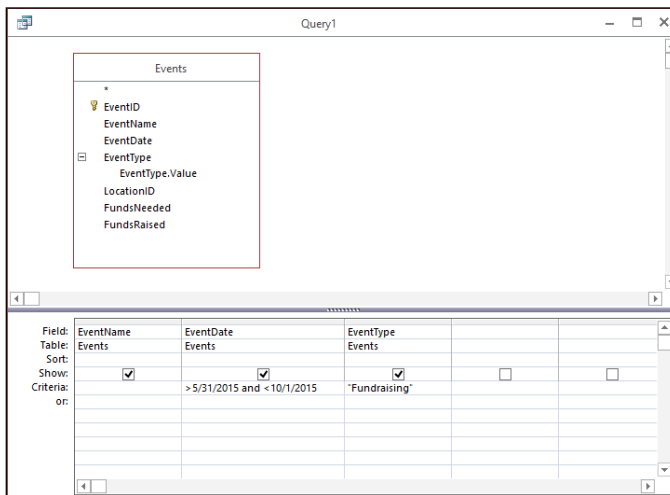 Query1
Events
*
EventID
EventName
EventDate
EventType
EventType.Value
LocationID
FundsNeeded
FundsRaised
Field: EventName EventDate EventType
Table: Events Events Events
Sort:
Show:
Criteria: >5/31/2015 and <10/1/2015 "Fundraising"
or: